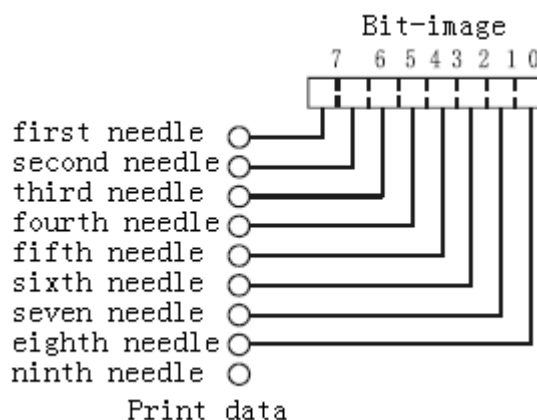 Bit-image
7 6 5 4 3 2 1 0
first needle
second needle
third needle
fourth needle
fifth needle
sixth needle
seven needle
eighth needle
ninth needle
Print data